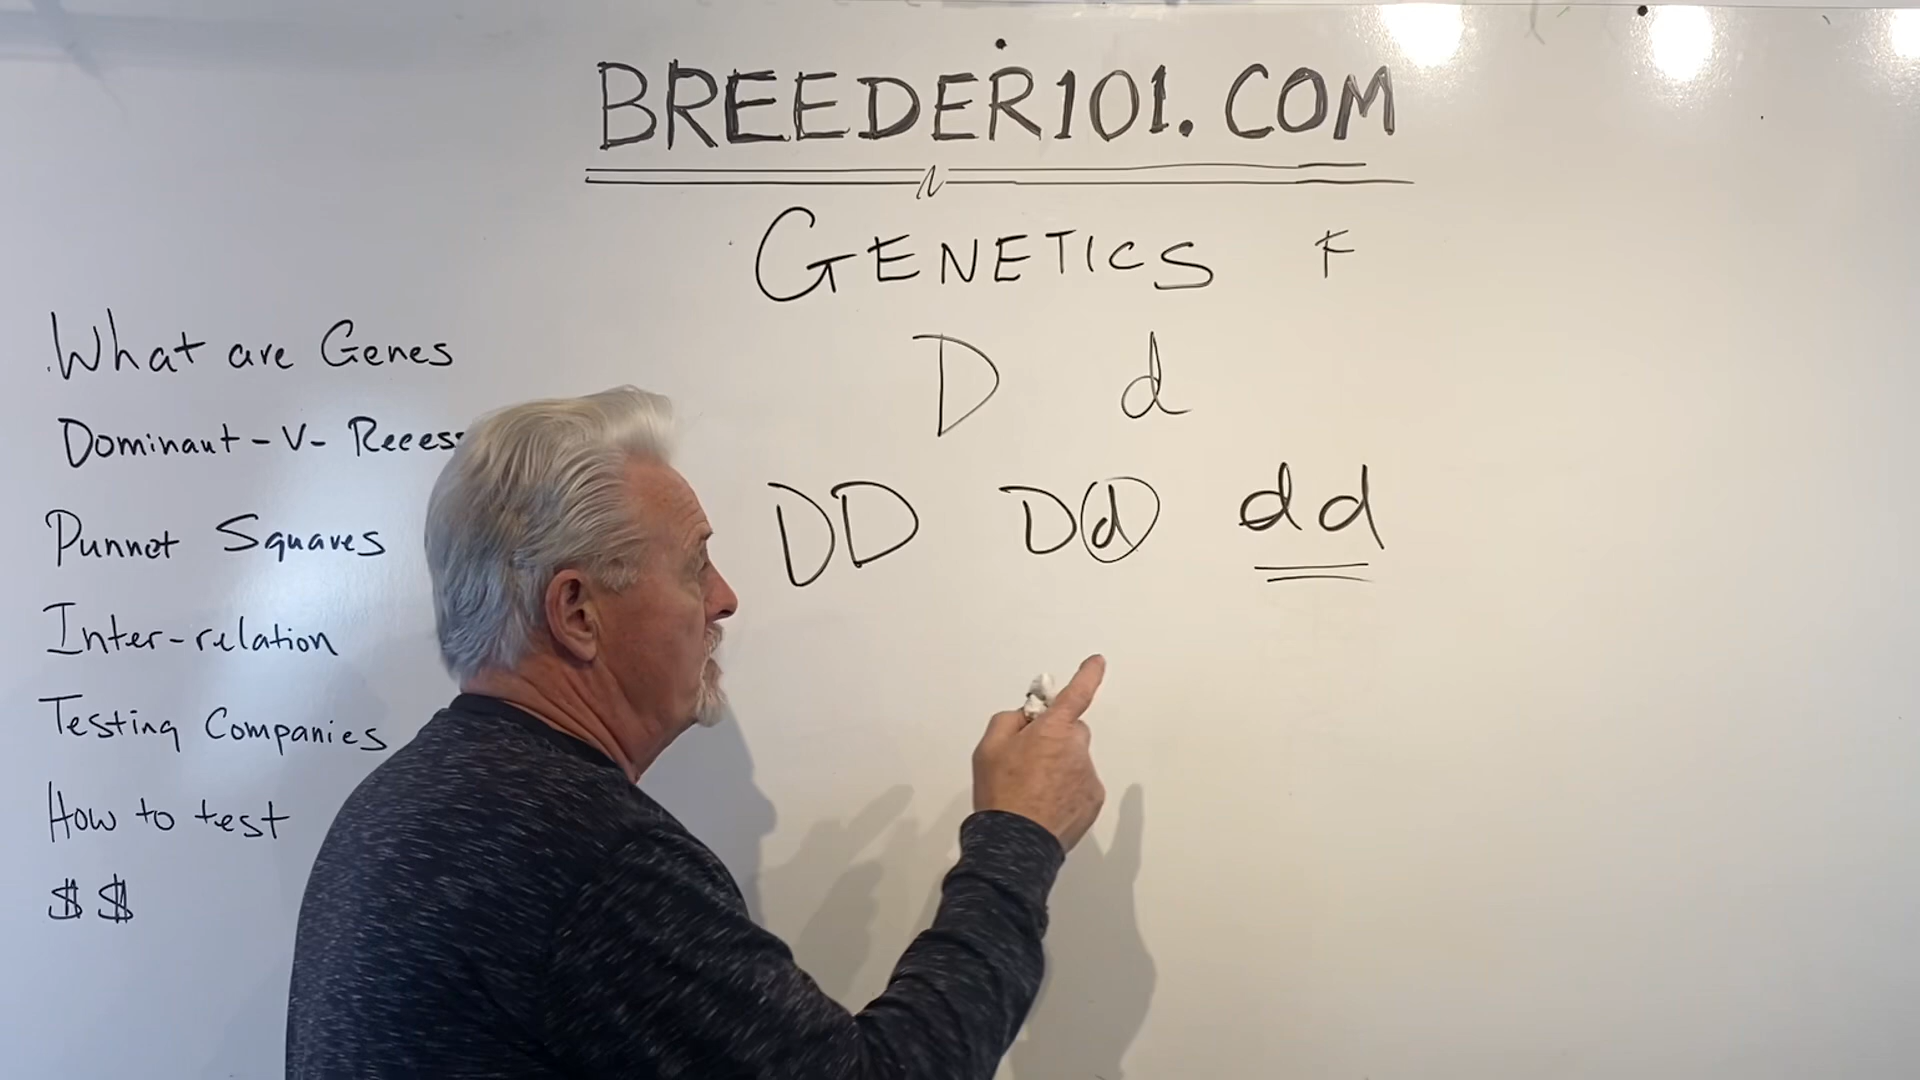 BREEDER101.COM
GENETICS F
D d
DD Dd dd
What are Genes
Dominant-V- Recess
Punnet Squares
Inter-relation
Testing Companies
How to test
$$